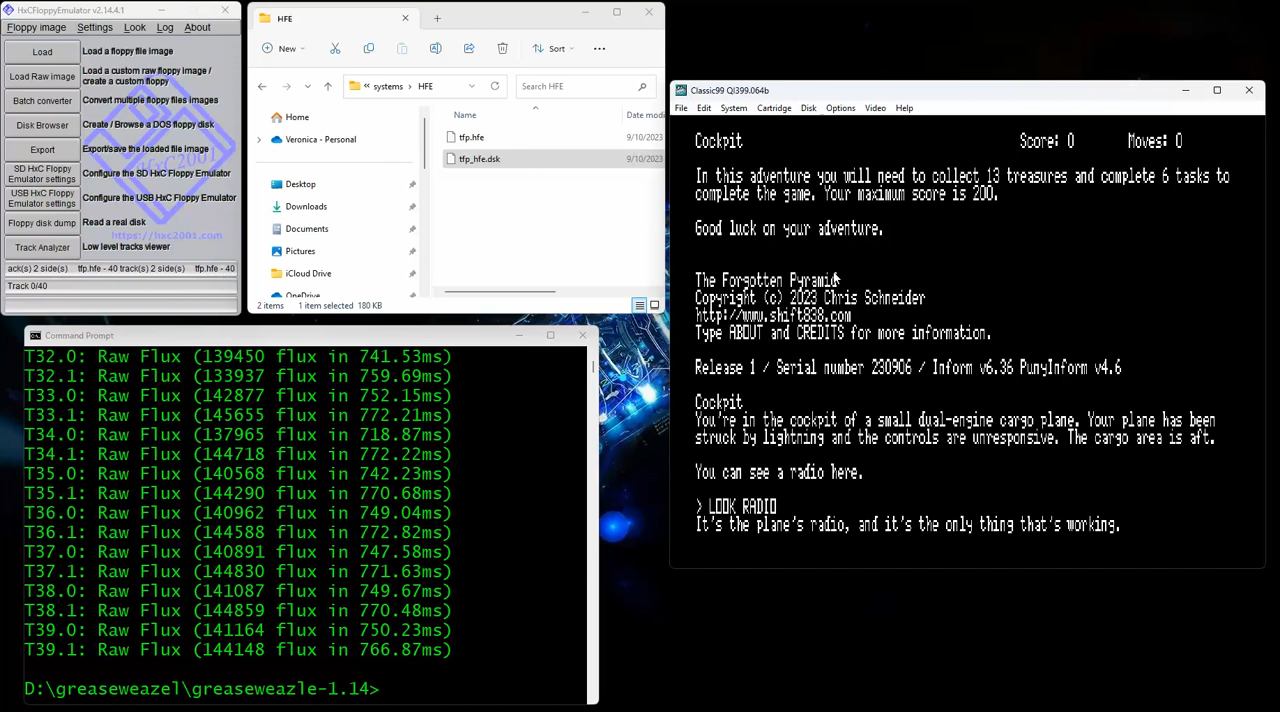 HxCFloppyEmulator v2.14.4.1
Floppy image Settings Look Log About
Load Load a floppy file image
Load Raw image Load a custom raw floppy image / create a custom floppy
Batch converter Convert multiple floppy files images
Disk Browser Create / Browse a DOS floppy disk
Export Export/save the loaded file image
SD HxC Floppy Emulator settings Configure the SD HxC Floppy Emulator
USB HxC Floppy Emulator settings Configure the USB HxC Floppy Emulator
Floppy disk dump Read a real disk
https://hxc2001.com
Track Analyzer Low level tracks viewer
ack(s) 2 side(s) tfp.hfe - 40 track(s) 2 side(s) tfp.hfe - 40
Track 0/40
HFE
New Sort
« systems HFE Search HFE
Home
Veronica - Personal
Desktop
Downloads
Documents
Pictures
iCloud Drive
OneDrive
Name Date modi
tfp.hfe 9/10/2023
tfp_hfe.dsk 9/10/2023
2 items 1 item selected 180 KB
Command Prompt
T32.0: Raw Flux (139450 flux in 741.53ms)
T32.1: Raw Flux (133937 flux in 759.69ms)
T33.0: Raw Flux (142877 flux in 752.15ms)
T33.1: Raw Flux (145655 flux in 772.21ms)
T34.0: Raw Flux (137965 flux in 718.87ms)
T34.1: Raw Flux (144718 flux in 772.22ms)
T35.0: Raw Flux (140568 flux in 742.23ms)
T35.1: Raw Flux (144290 flux in 770.68ms)
T36.0: Raw Flux (140962 flux in 749.04ms)
T36.1: Raw Flux (144588 flux in 772.82ms)
T37.0: Raw Flux (140891 flux in 747.58ms)
T37.1: Raw Flux (144830 flux in 771.63ms)
T38.0: Raw Flux (141087 flux in 749.67ms)
T38.1: Raw Flux (144859 flux in 770.48ms)
T39.0: Raw Flux (141164 flux in 750.23ms)
T39.1: Raw Flux (144148 flux in 766.87ms)
D:\greaseweazel\greaseweazle-1.14>
Classic99 QI399.064b
File Edit System Cartridge Disk Options Video Help
Cockpit Score: 0 Moves: 0
In this adventure you will need to collect 13 treasures and complete 6 tasks to
complete the game. Your maximum score is 200.
Good luck on your adventure.
The Forgotten Pyramid
Copyright (c) 2023 Chris Schneider
http://www.shift838.com
Type ABOUT and CREDITS for more information.
Release 1 / Serial number 230906 / Inform v6.36 PunyInform v4.6
Cockpit
You're in the cockpit of a small dual-engine cargo plane. Your plane has been
struck by lightning and the controls are unresponsive. The cargo area is aft.
You can see a radio here.
> LOOK RADIO
It's the plane's radio, and it's the only thing that's working.